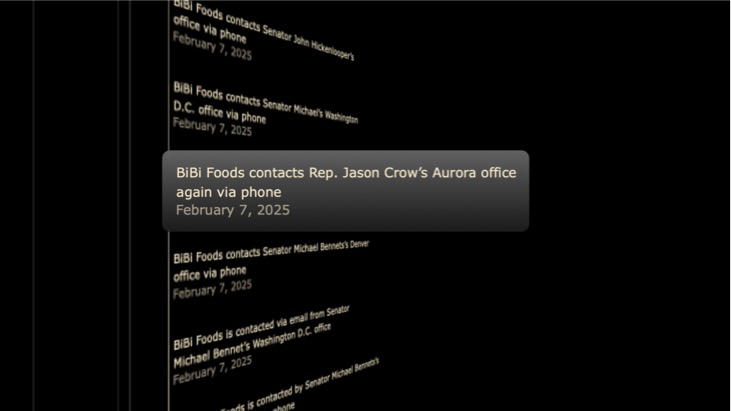 BiBi Foods contacts Senator John Hickenlooper's
office via phone
February 7, 2025
BiBi Foods contacts Senator Michael's Washington
D.C. office via phone
February 7, 2025
BiBi Foods contacts Rep. Jason Crow’s Aurora office
again via phone
February 7, 2025
BiBi Foods contacts Senator Michael Bennets's Denver
office via phone
February 7, 2025
BiBi Foods is contacted via email from Senator
Michael Bennet's Washington D.C. office
February 7, 2025
Foods is contacted by Senator Michael Bennets's
phone